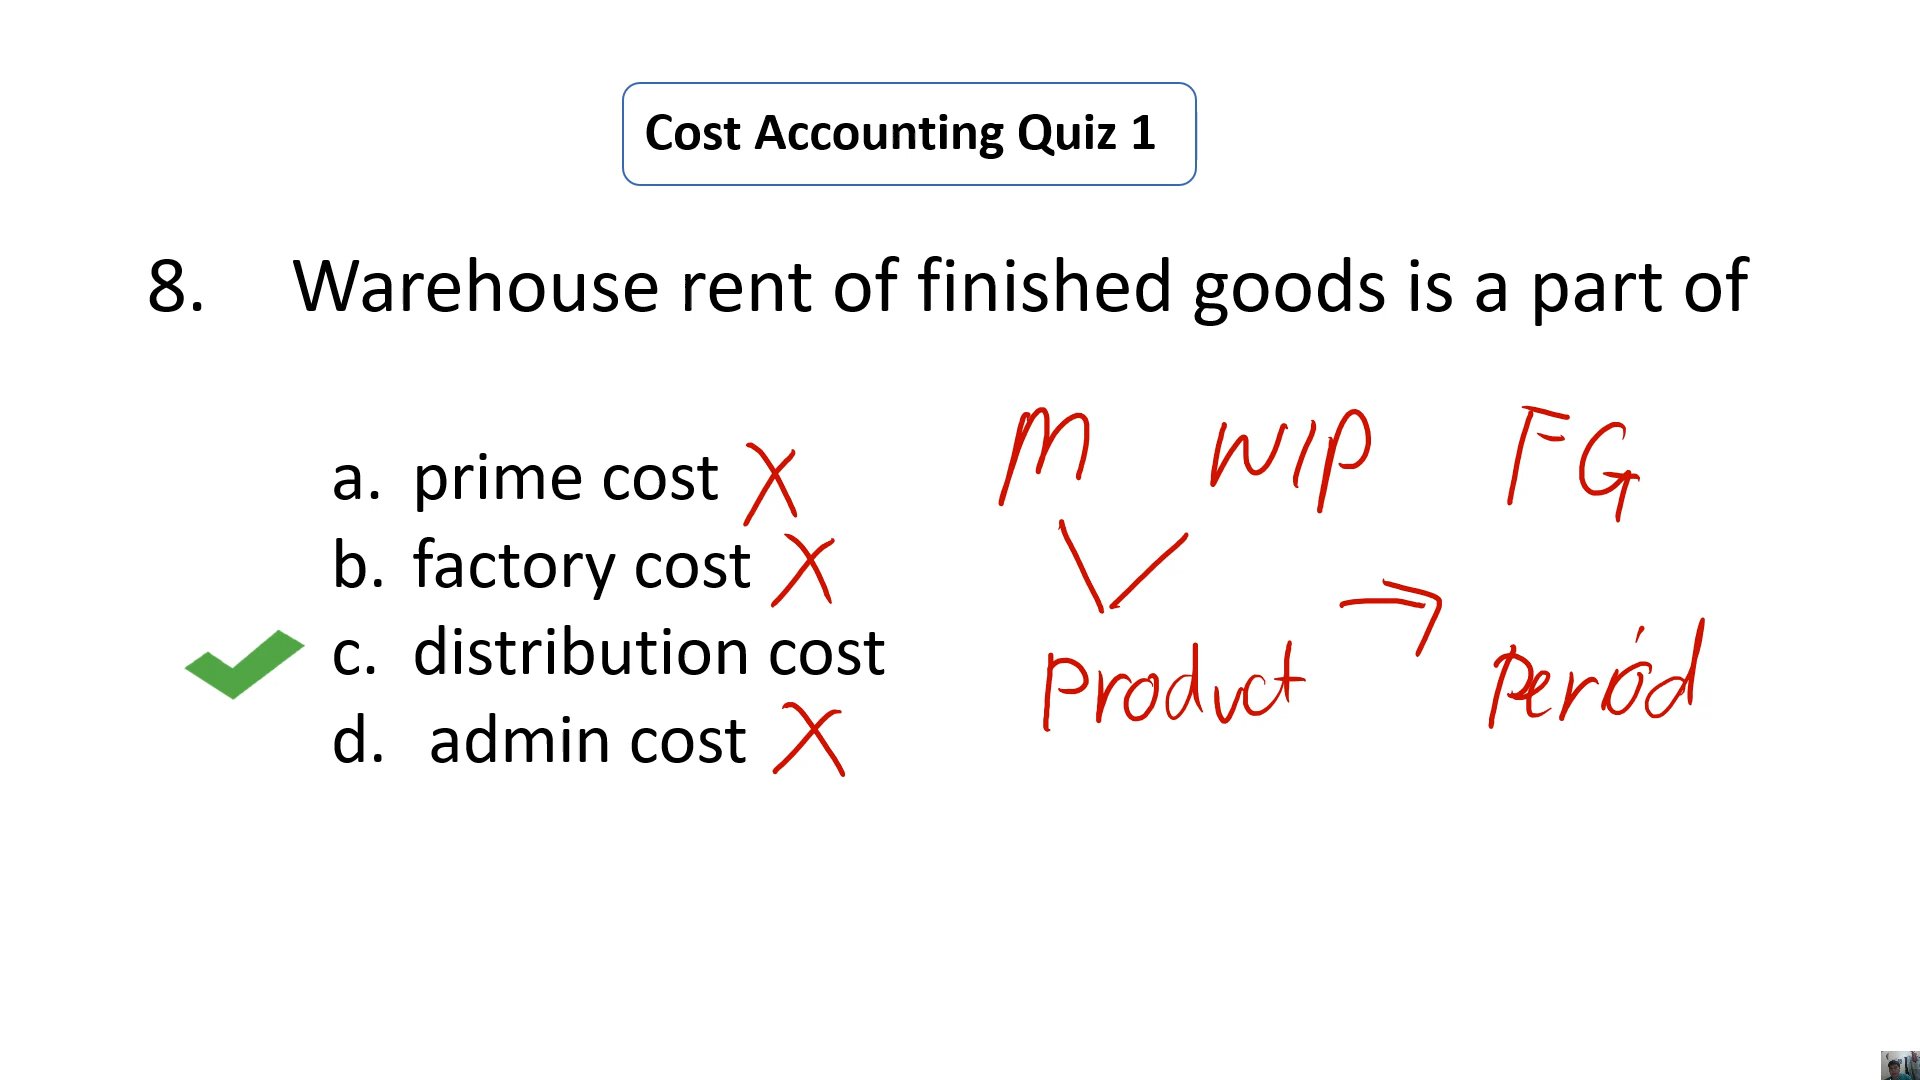 Cost Accounting Quiz 1
8. Warehouse rent of finished goods is a part of
a. prime cost X
b. factory cost X
c. distribution cost
d. admin cost X
M WIP FG
Product → Period